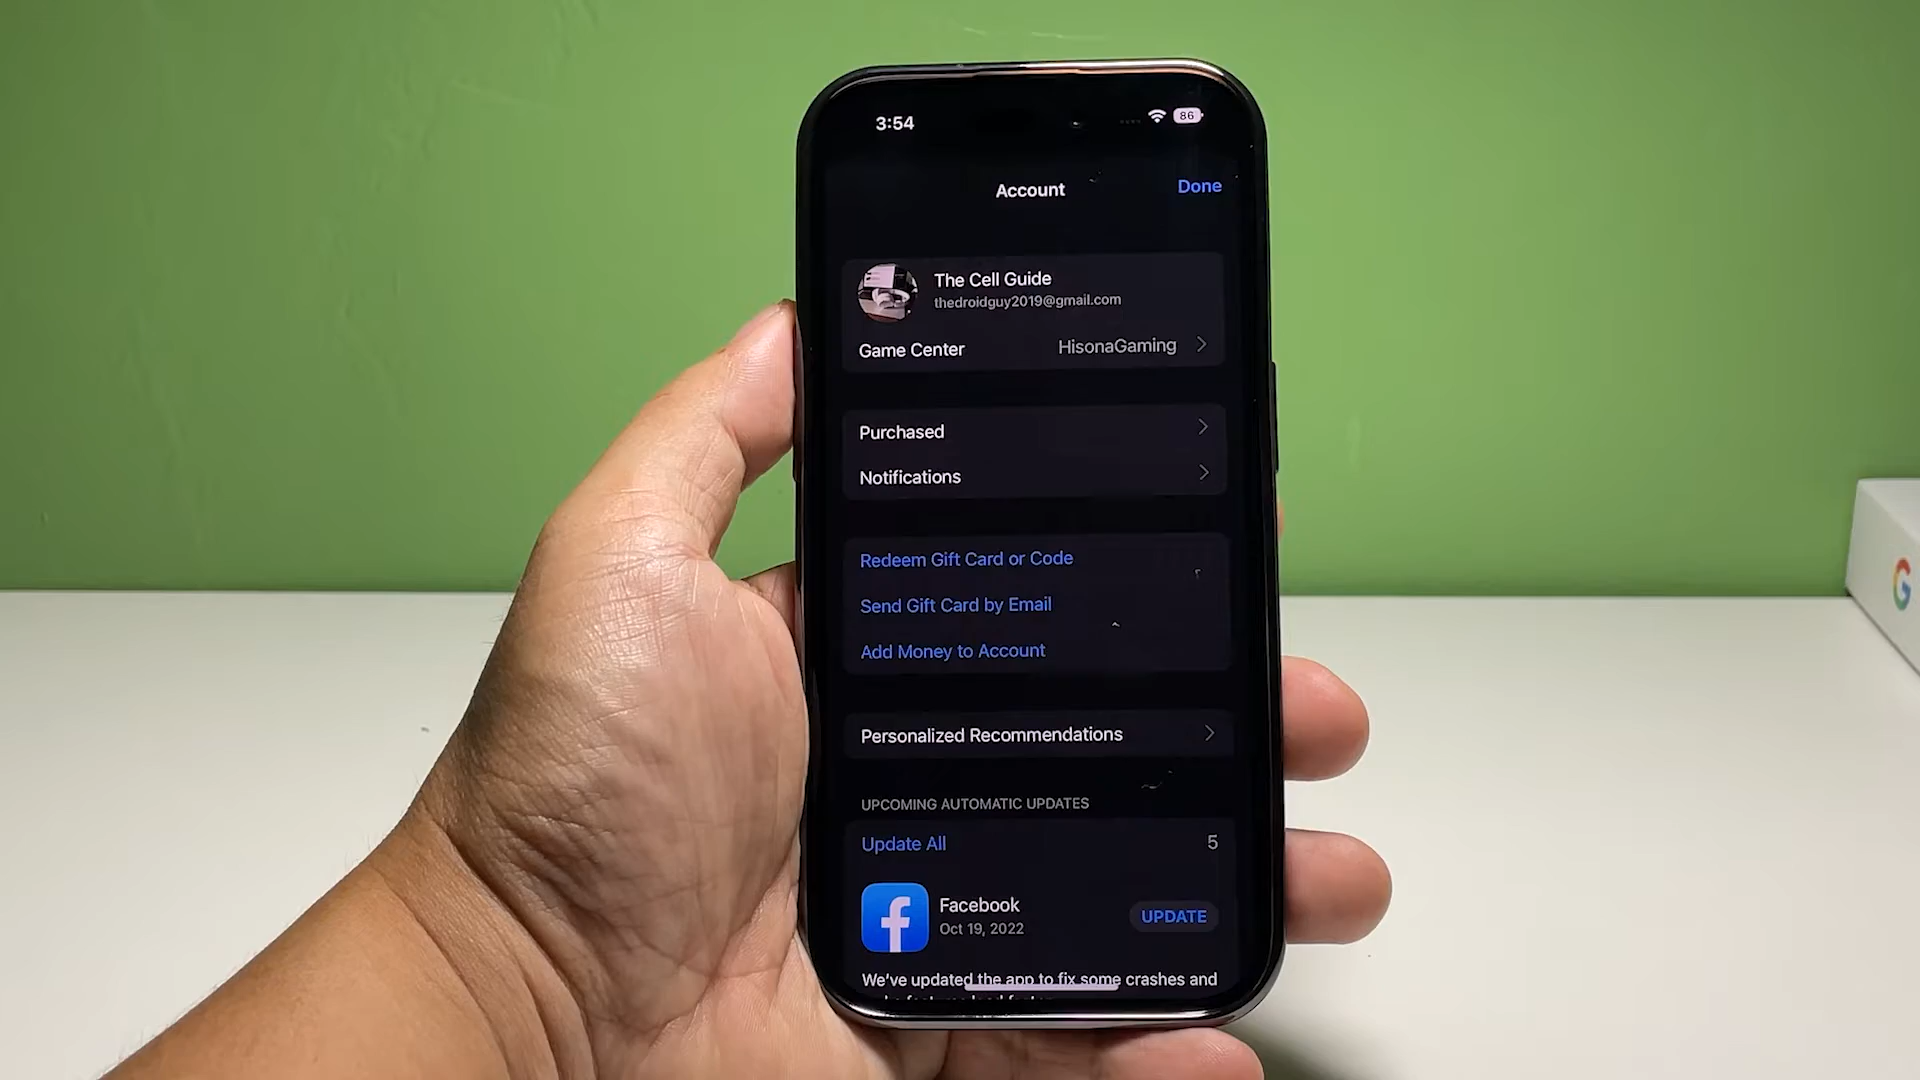 3:54
86
Account
Done
The Cell Guide
thedroidguy2019@gmail.com
Game Center
HisonaGaming
Purchased
Notifications
Redeem Gift Card or Code
Send Gift Card by Email
Add Money to Account
Personalized Recommendations
UPCOMING AUTOMATIC UPDATES
Update All
5
Facebook
Oct 19, 2022
UPDATE
We've updated the app to fix some crashes and
G